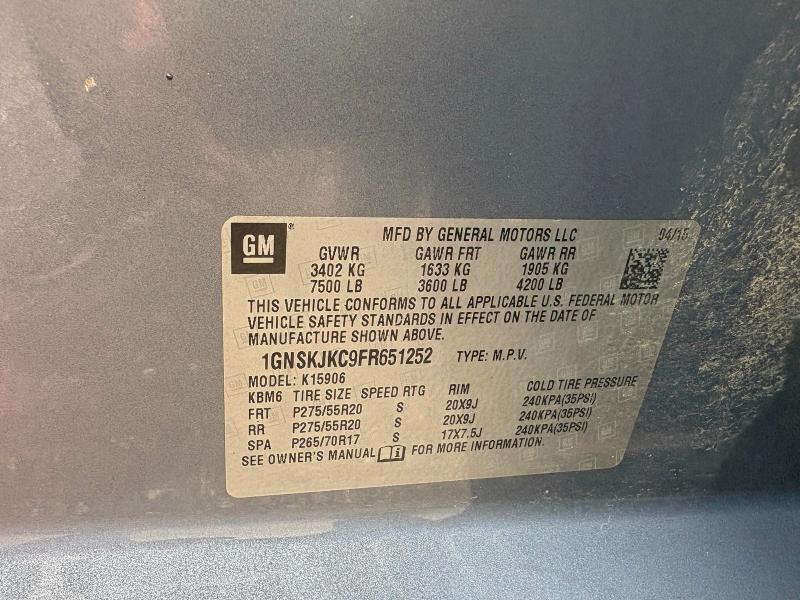 GM®
MFD BY GENERAL MOTORS LLC 04/15
GVWR GAWR FRT GAWR RR
3402 KG 1633 KG 1905 KG
7500 LB 3600 LB 4200 LB
THIS VEHICLE CONFORMS TO ALL APPLICABLE U.S. FEDERAL MOTOR
VEHICLE SAFETY STANDARDS IN EFFECT ON THE DATE OF
MANUFACTURE SHOWN ABOVE.
1GNSKJKC9FR651252 TYPE: M.P.V.
MODEL: K15906
KBM6 TIRE SIZE SPEED RTG RIM COLD TIRE PRESSURE
FRT P275/55R20 S 20X9J 240KPA(35PSI)
RR P275/55R20 S 20X9J 240KPA(35PSI)
SPA P265/70R17 S 17X7.5J 240KPA(35PSI)
SEE OWNER'S MANUAL i FOR MORE INFORMATION.